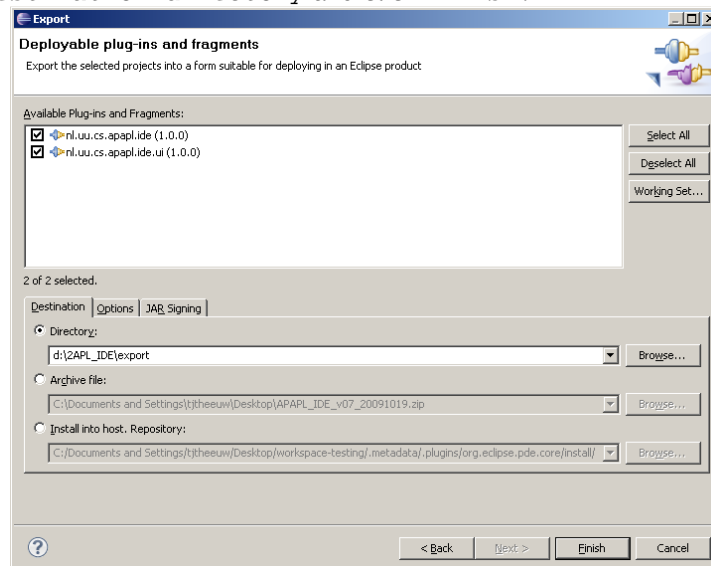 Export
Deployable plug-ins and fragments
Export the selected projects into a form suitable for deploying in an Eclipse product
Available Plug-ins and Fragments:
nl.uu.cs.apapl.ide (1.0.0)
nl.uu.cs.apapl.ide.ui (1.0.0)
Select All
Deselect All
Working Set...
2 of 2 selected.
Destination Options JAR Signing
Directory:
d:\2APL_IDE\export Browse...
Archive file:
C:\Documents and Settings\tjtheeuw\Desktop\APAPL_IDE_v07_20091019.zip Browse...
Install into host. Repository:
C:/Documents and Settings/tjtheeuw/Desktop/workspace-testing/.metadata/.plugins/org.eclipse.pde.core/install/ Browse...
? < Back Next > Finish Cancel